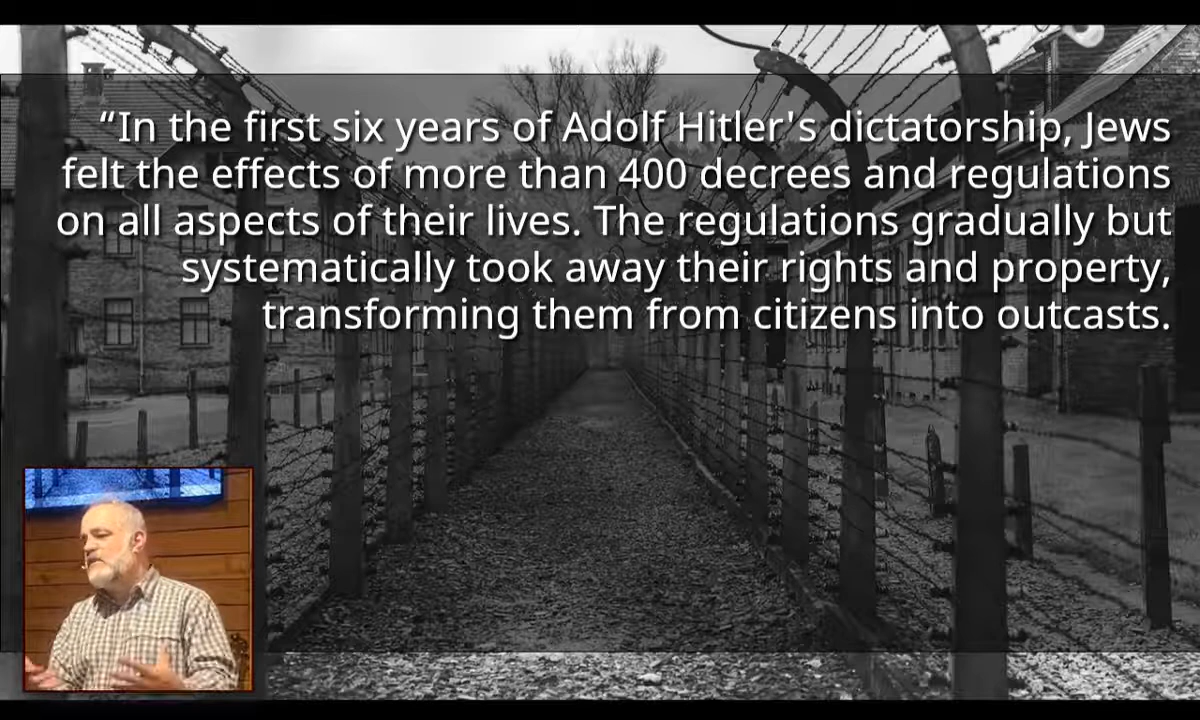 “In the first six years of Adolf Hitler's dictatorship, Jews
felt the effects of more than 400 decrees and regulations
on all aspects of their lives. The regulations gradually but
systematically took away their rights and property,
transforming them from citizens into outcasts.